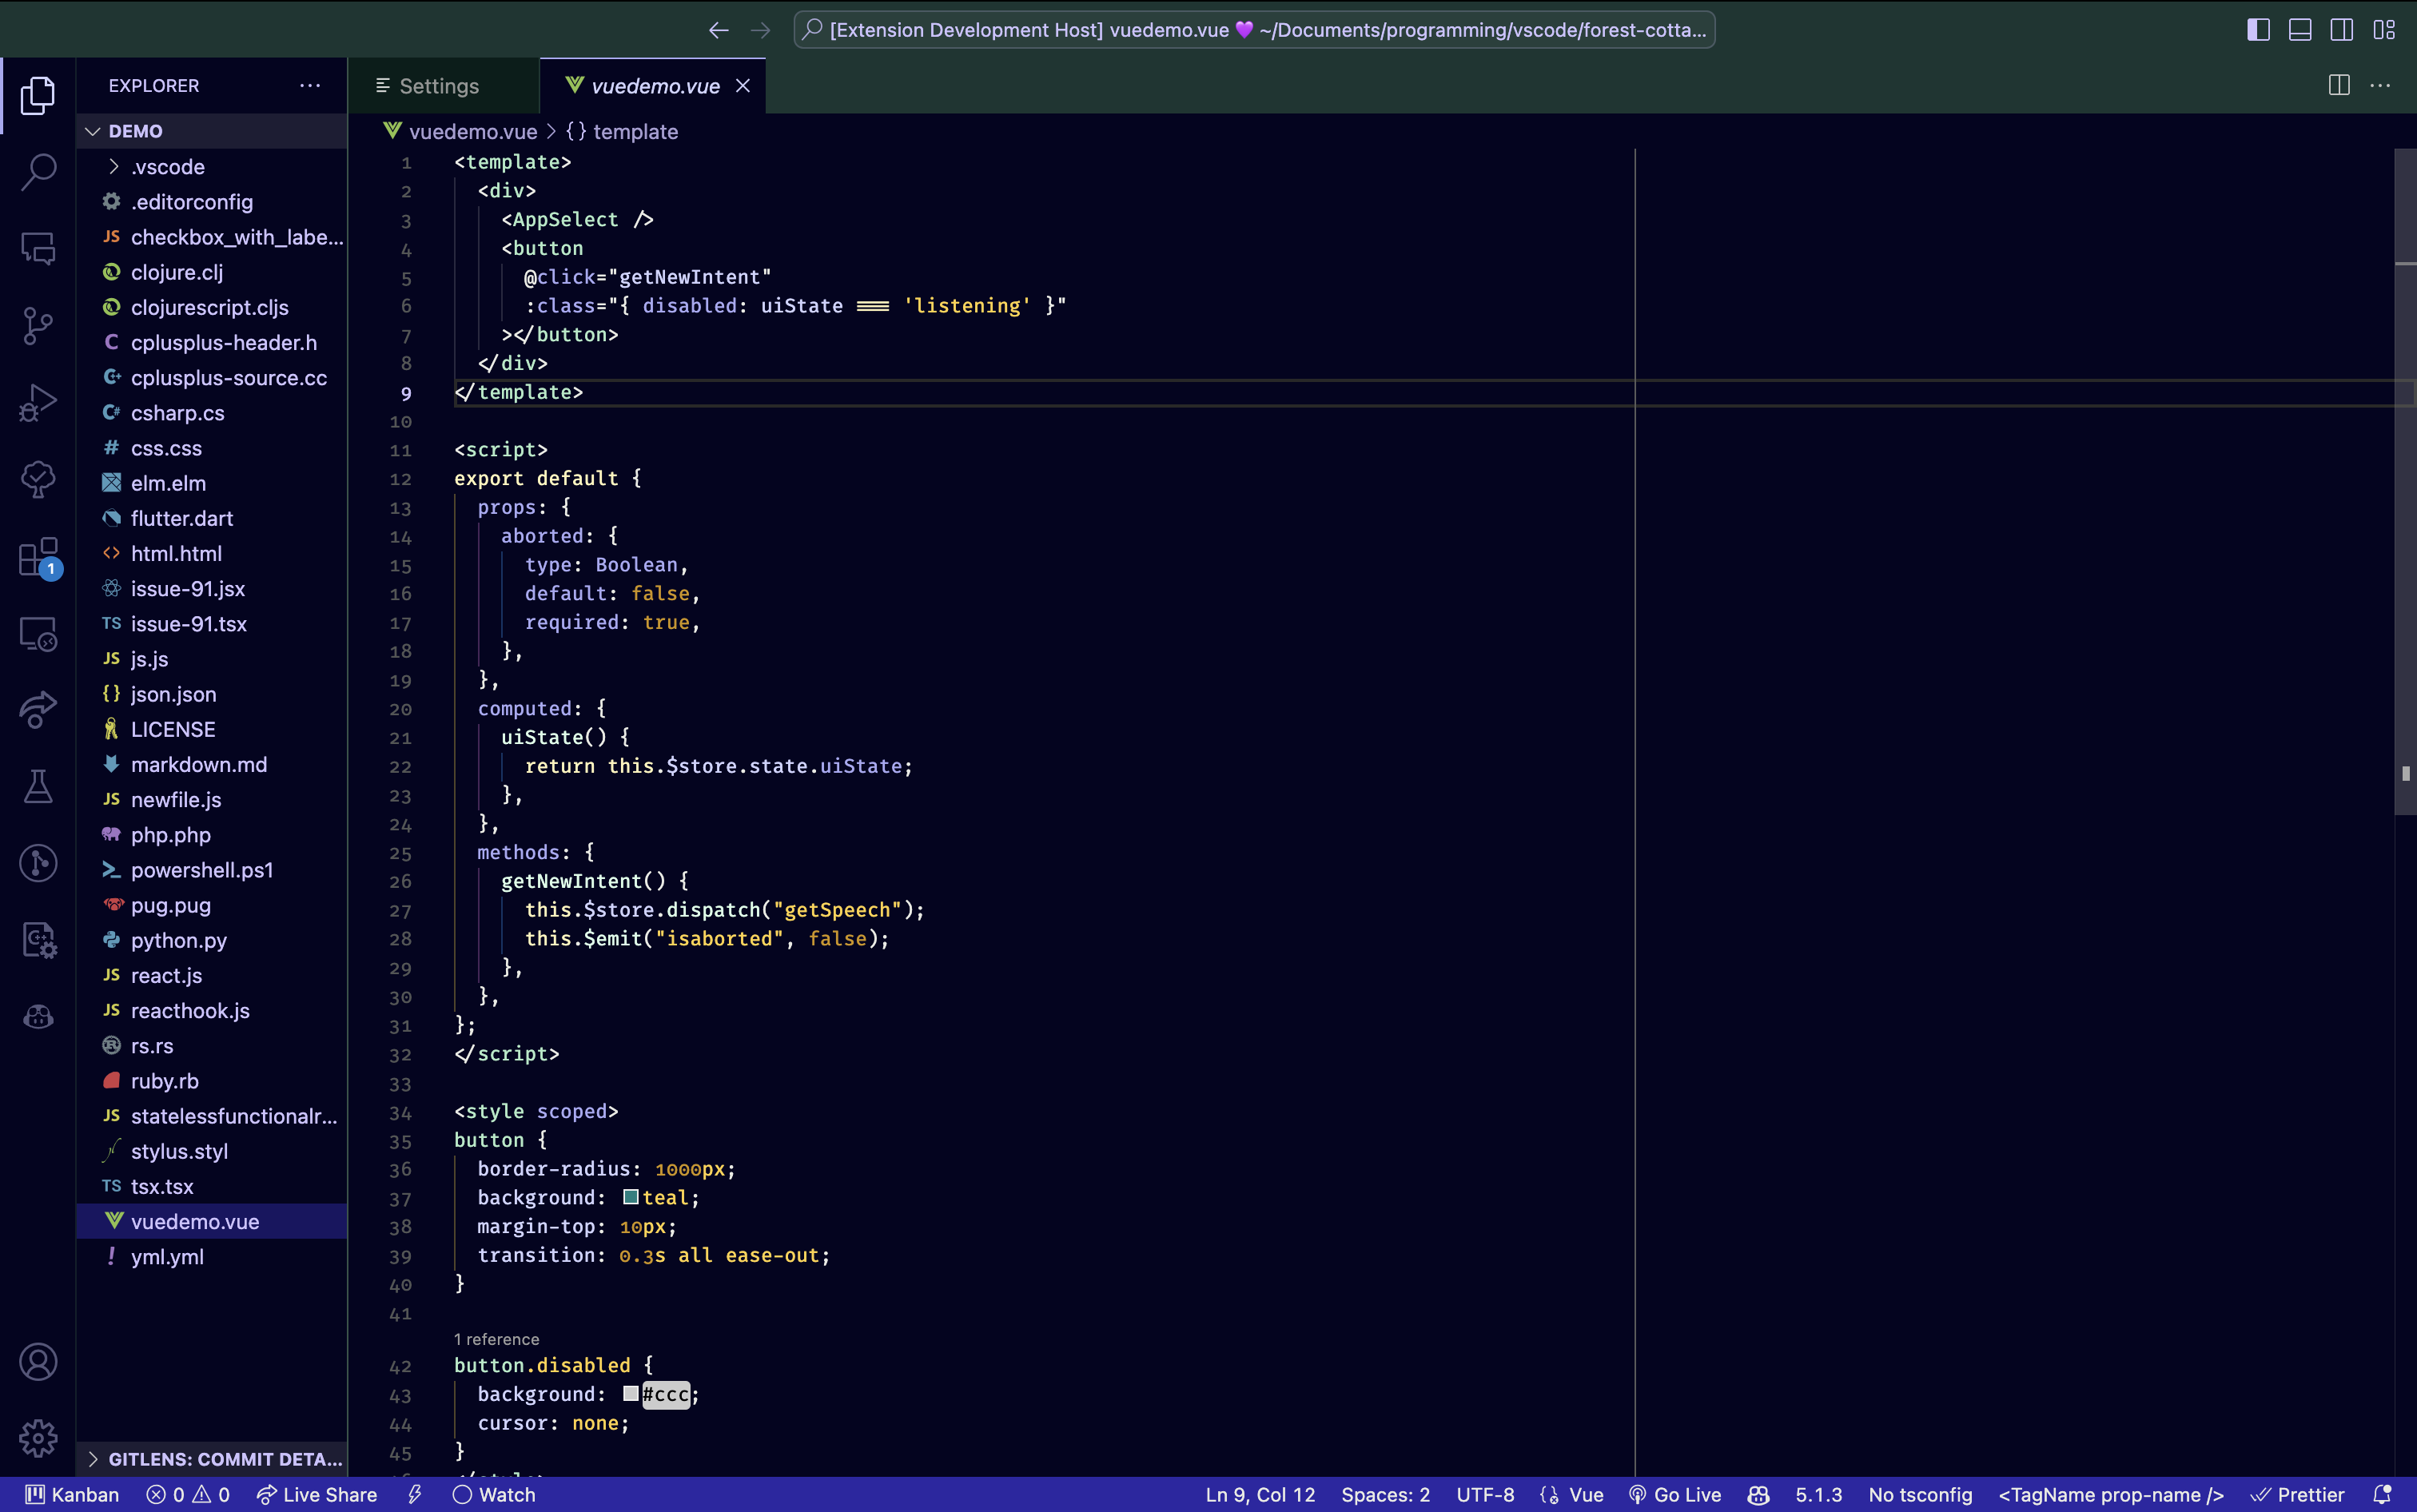 [Extension Development Host] vuedemo.vue 💜 ~/Documents/programming/vscode/forest-cotta...
EXPLORER
DEMO
.vscode
.editorconfig
JS checkbox_with_labe...
clojure.clj
clojurescript.cljs
C cplusplus-header.h
C+ cplusplus-source.cc
C# csharp.cs
# css.css
elm.elm
flutter.dart
<> html.html
issue-91.jsx
TS issue-91.tsx
JS js.js
{} json.json
LICENSE
markdown.md
JS newfile.js
php.php
powershell.ps1
pug.pug
python.py
JS react.js
JS reacthook.js
rs.rs
ruby.rb
JS statelessfunctionalr...
stylus.styl
TS tsx.tsx
vuedemo.vue
! yml.yml
GITLENS: COMMIT DETA...
1
Settings
vuedemo.vue
vuedemo.vue > {} template
1 <template>
2 <div>
3 <AppSelect />
4 <button
5 @click="getNewIntent"
6 :class="{ disabled: uiState === 'listening' }"
7 ></button>
8 </div>
9 </template>
10
11 <script>
12 export default {
13 props: {
14 aborted: {
15 type: Boolean,
16 default: false,
17 required: true,
18 },
19 },
20 computed: {
21 uiState() {
22 return this.$store.state.uiState;
23 },
24 },
25 methods: {
26 getNewIntent() {
27 this.$store.dispatch("getSpeech");
28 this.$emit("isaborted", false);
29 },
30 },
31 };
32 </script>
33
34 <style scoped>
35 button {
36 border-radius: 1000px;
37 background: teal;
38 margin-top: 10px;
39 transition: 0.3s all ease-out;
40 }
41
1 reference
42 button.disabled {
43 background: #ccc;
44 cursor: none;
45 }
Kanban 0 0 Live Share Watch Ln 9, Col 12 Spaces: 2 UTF-8 Vue Go Live 5.1.3 No tsconfig <TagName prop-name /> Prettier